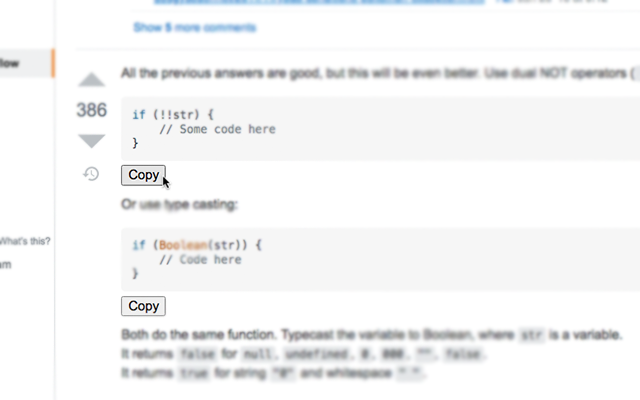 Show 5 more comments
low
All the previous answers are good, but this will be even better. Use dual NOT operators (
386
if (!!str) {
// Some code here
}
Copy
Or use type casting:
What's this?
if (Boolean(str)) {
// Code here
}
am
Copy
Both do the same function. Typecast the variable to Boolean, where str is a variable.
It returns false for null, undefined, 0, 000, "", false.
It returns true for string "0" and whitespace " ".